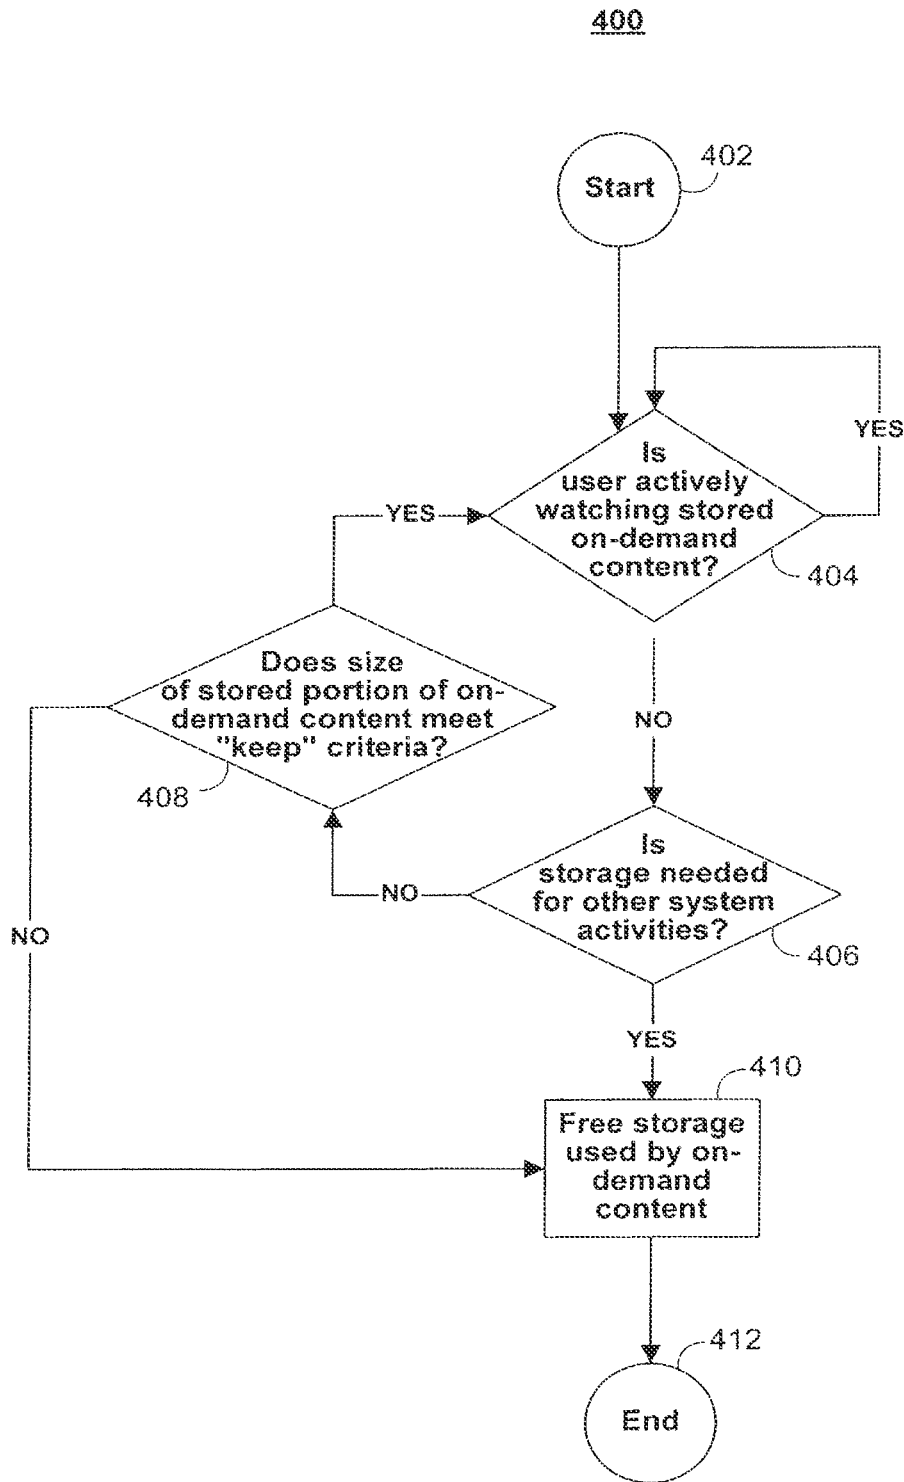 400
402
Start
YES
Is
user actively
watching stored
on-demand
content?
404
YES
Does size
of stored portion of on-
demand content meet
"keep" criteria?
408
NO
Is
storage needed
for other system
activities?
406
NO
NO
YES
410
Free storage
used by on-
demand
content
412
End